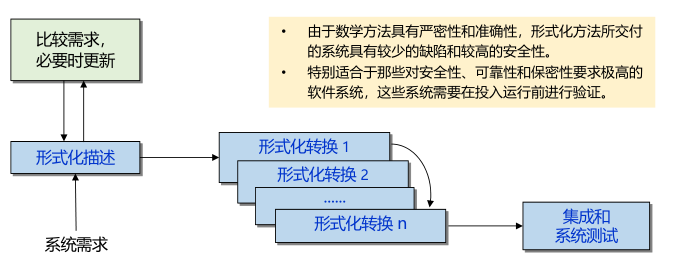 比较需求，
必要时更新
• 由于数学方法具有严密性和准确性，形式化方法所交付
的系统具有较少的缺陷和较高的安全性。
• 特别适合于那些对安全性、可靠性和保密性要求极高的
软件系统，这些系统需要在投入运行前进行验证。
形式化描述
系统需求
形式化转换 1
形式化转换 2
......
形式化转换 n
集成和
系统测试